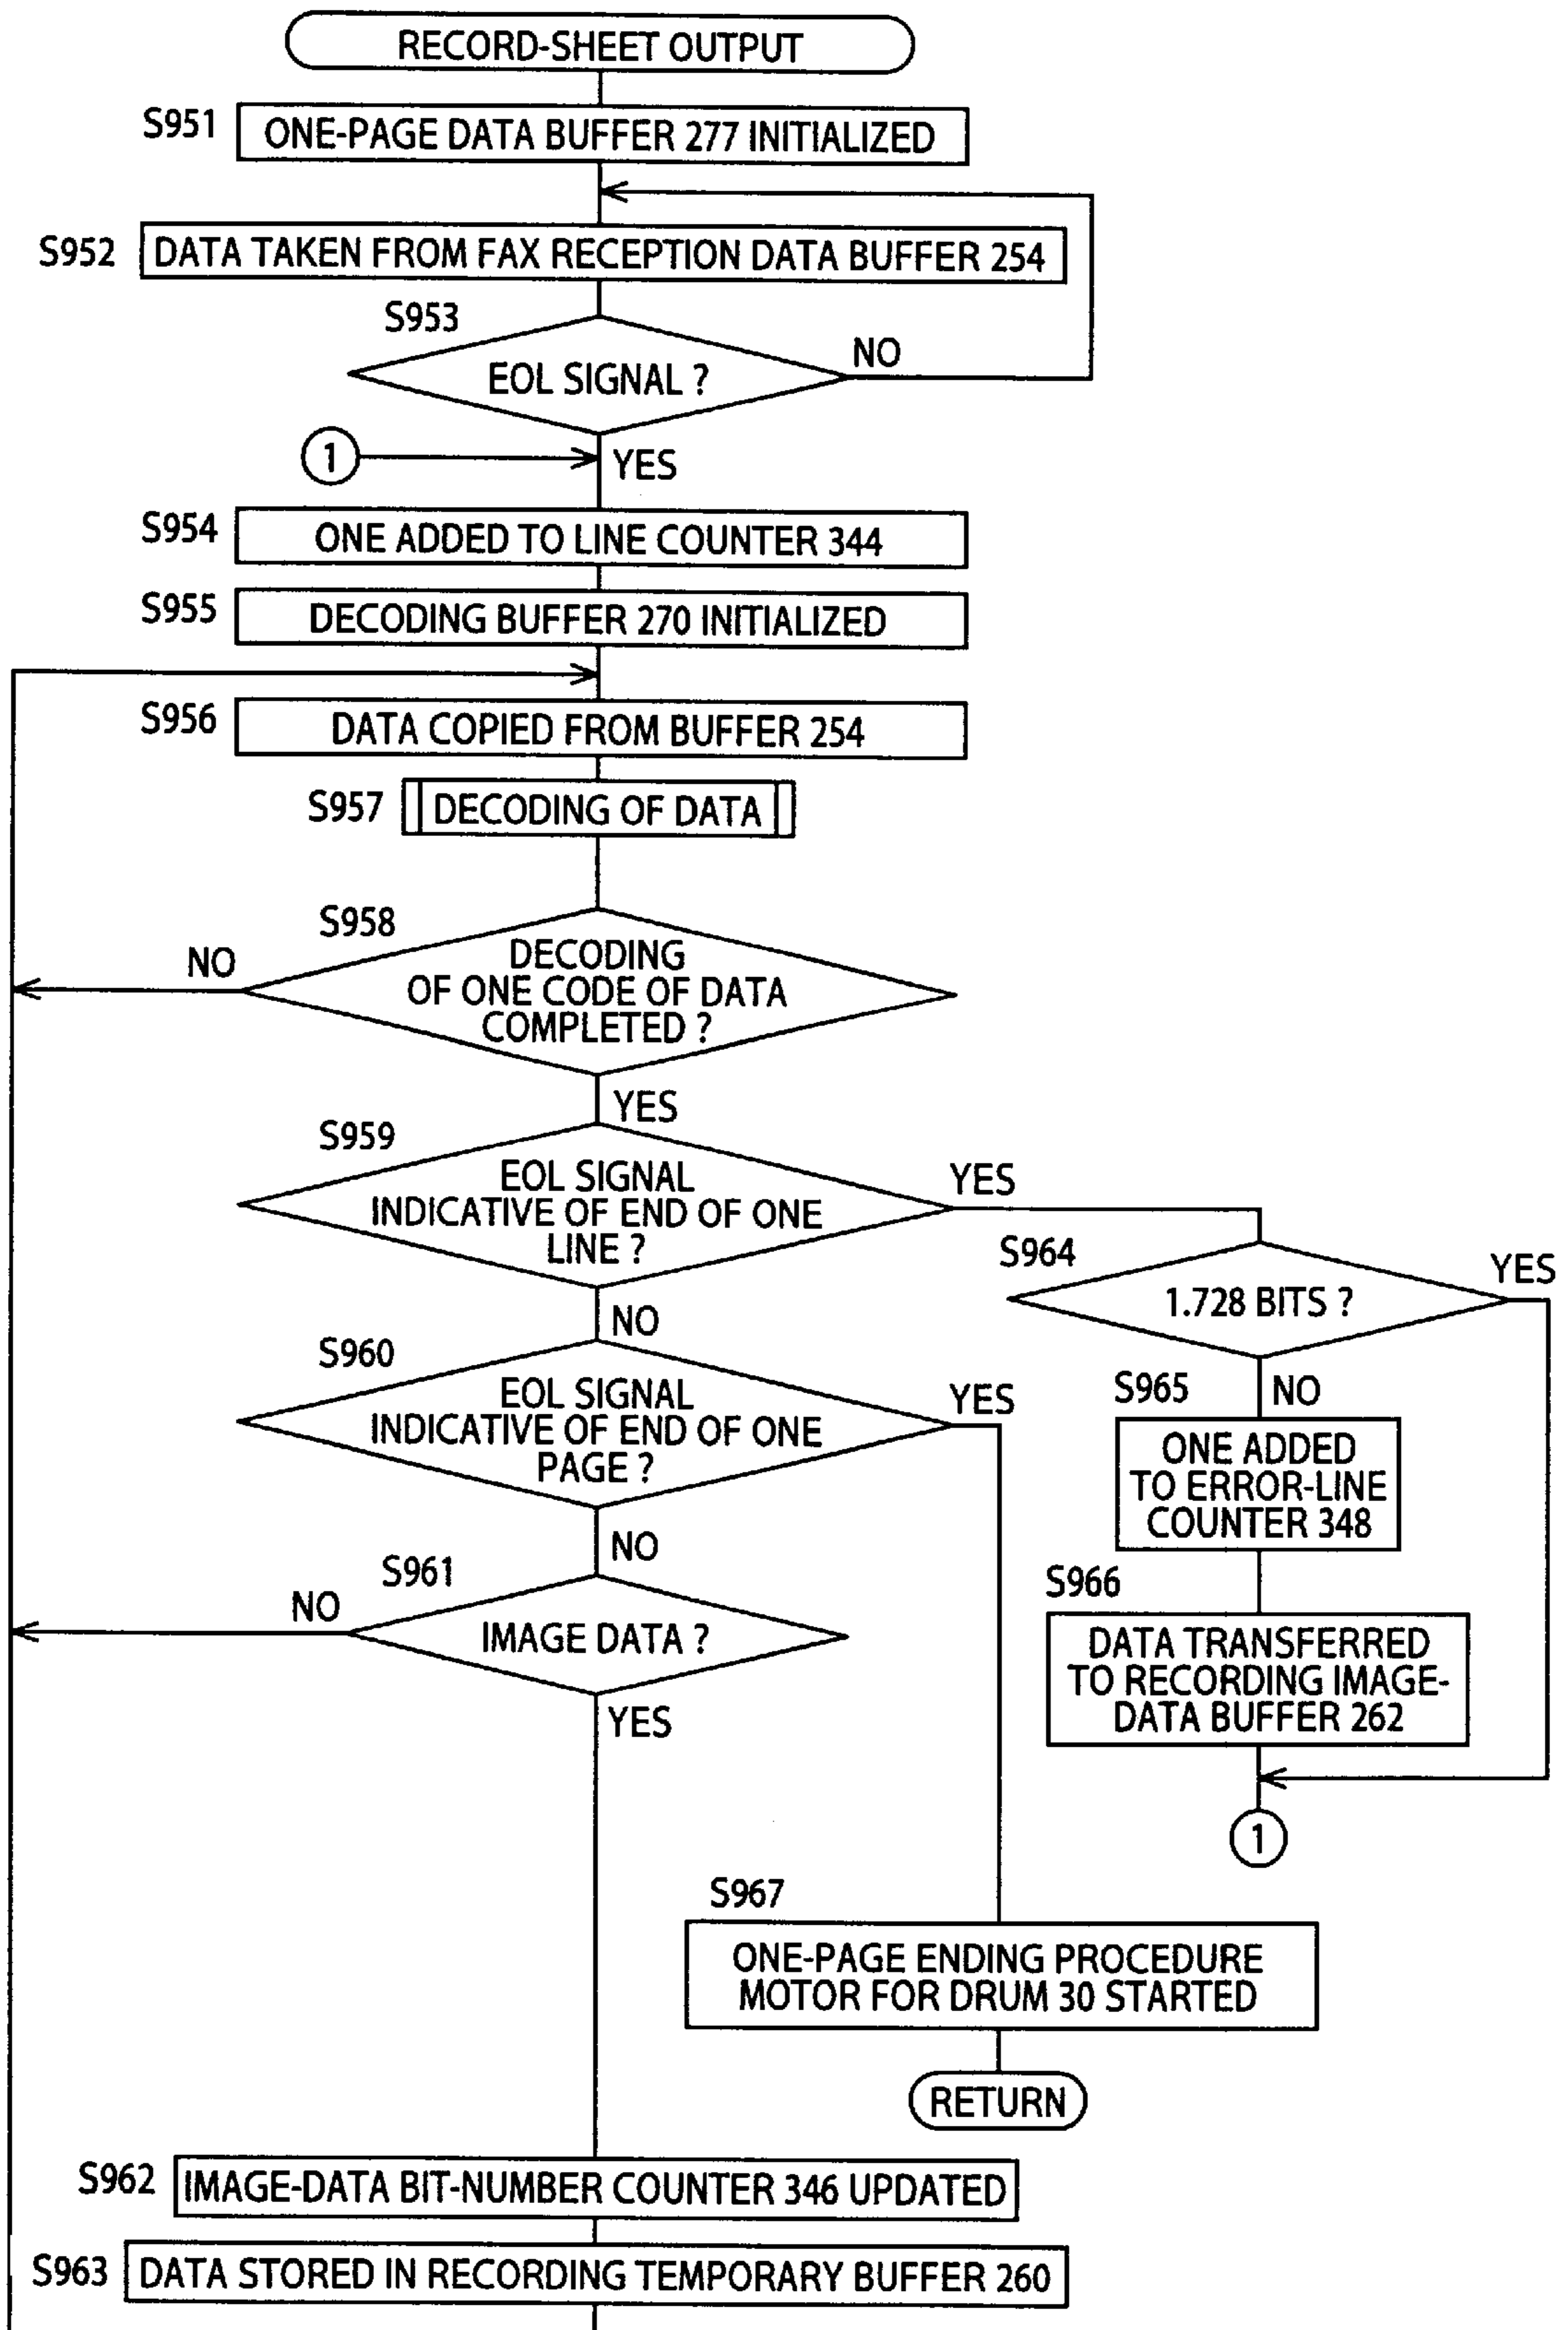 RECORD-SHEET OUTPUT
S951
ONE-PAGE DATA BUFFER 277 INITIALIZED
S952
DATA TAKEN FROM FAX RECEPTION DATA BUFFER 254
S953
EOL SIGNAL ?
NO
1
YES
S954
ONE ADDED TO LINE COUNTER 344
S955
DECODING BUFFER 270 INITIALIZED
S956
DATA COPIED FROM BUFFER 254
S957
DECODING OF DATA
S958
DECODING
OF ONE CODE OF DATA
COMPLETED ?
NO
YES
S959
EOL SIGNAL
INDICATIVE OF END OF ONE
LINE ?
YES
NO
S964
1.728 BITS ?
YES
NO
S960
EOL SIGNAL
INDICATIVE OF END OF ONE
PAGE ?
YES
NO
S965
ONE ADDED
TO ERROR-LINE
COUNTER 348
S961
IMAGE DATA ?
NO
YES
S966
DATA TRANSFERRED
TO RECORDING IMAGE-
DATA BUFFER 262
1
S967
ONE-PAGE ENDING PROCEDURE
MOTOR FOR DRUM 30 STARTED
RETURN
S962
IMAGE-DATA BIT-NUMBER COUNTER 346 UPDATED
S963
DATA STORED IN RECORDING TEMPORARY BUFFER 260